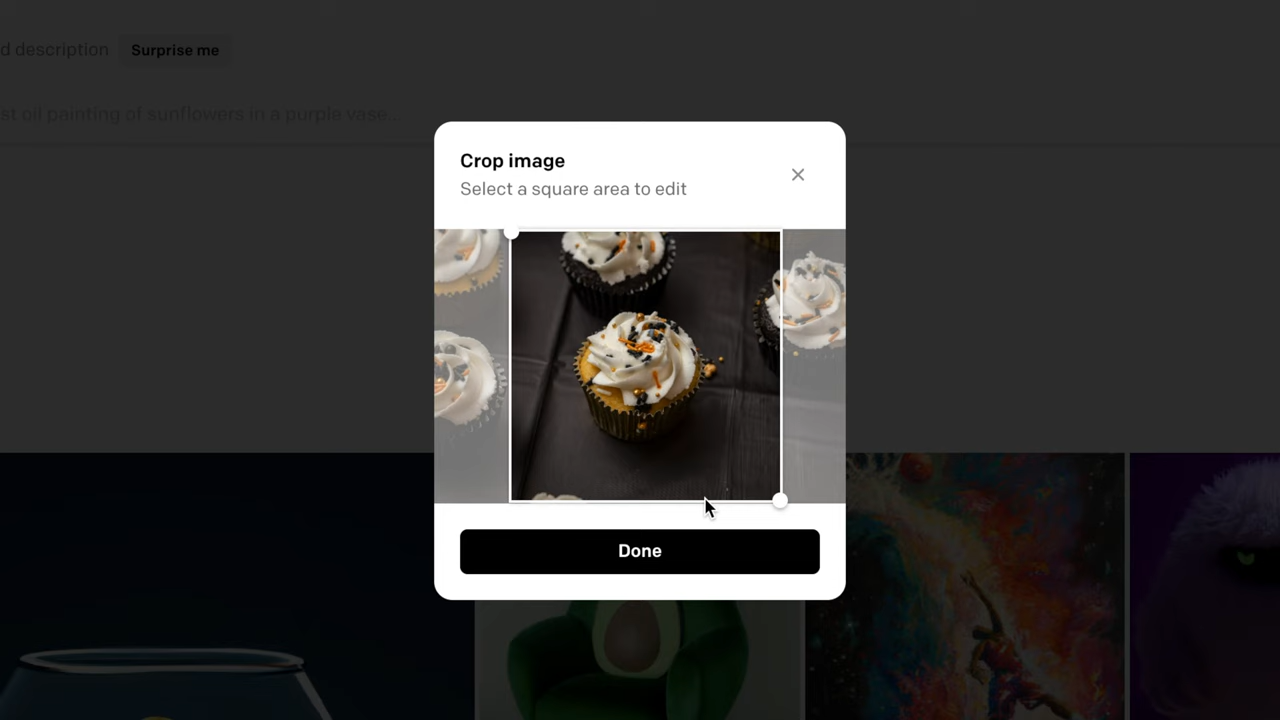 d description Surprise me
st oil painting of sunflowers in a purple vase...
Crop image
Select a square area to edit
Done